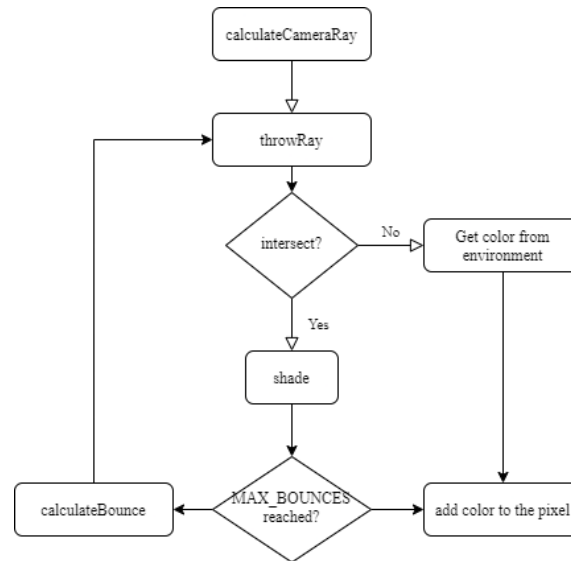 calculateCameraRay
throwRay
intersect?
No
Get color from
environment
Yes
shade
MAX_BOUNCES
reached?
calculateBounce
add color to the pixel